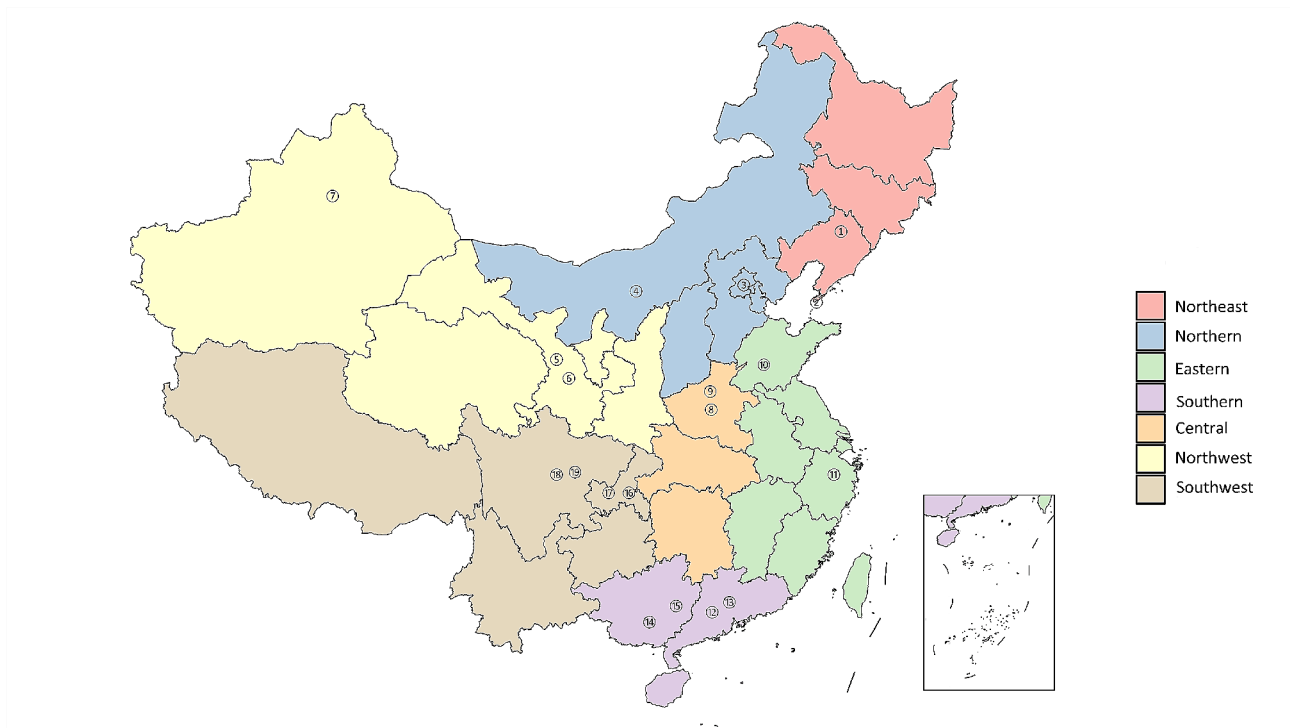 ⑦
①
③
②
④
⑤
⑥
⑩
⑨
⑧
⑪
⑱ ⑲
⑰ ⑯
⑬
⑮ ⑫
⑭
Northeast
Northern
Eastern
Southern
Central
Northwest
Southwest